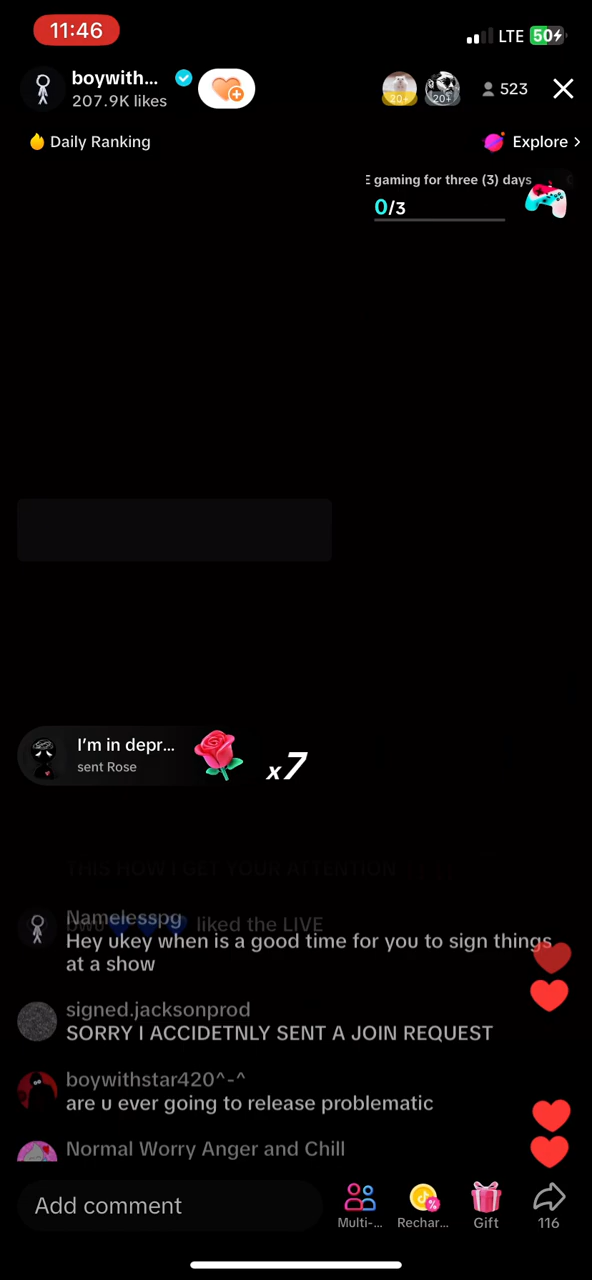 11:46
LTE 50
boywith...
207.9K likes
20+
20+
523
Daily Ranking
Explore >
E gaming for three (3) days
0/3
I'm in depr...
sent Rose
x7
THIS HOW I GET YOUR ATTENTION
liked the LIVE
Namelesspg
Hey ukey when is a good time for you to sign things
at a show
signed.jacksonprod
SORRY I ACCIDETNLY SENT A JOIN REQUEST
boywithstar420^-^
are u ever going to release problematic
Normal Worry Anger and Chill
Add comment
Multi-...
Rechar...
Gift
116